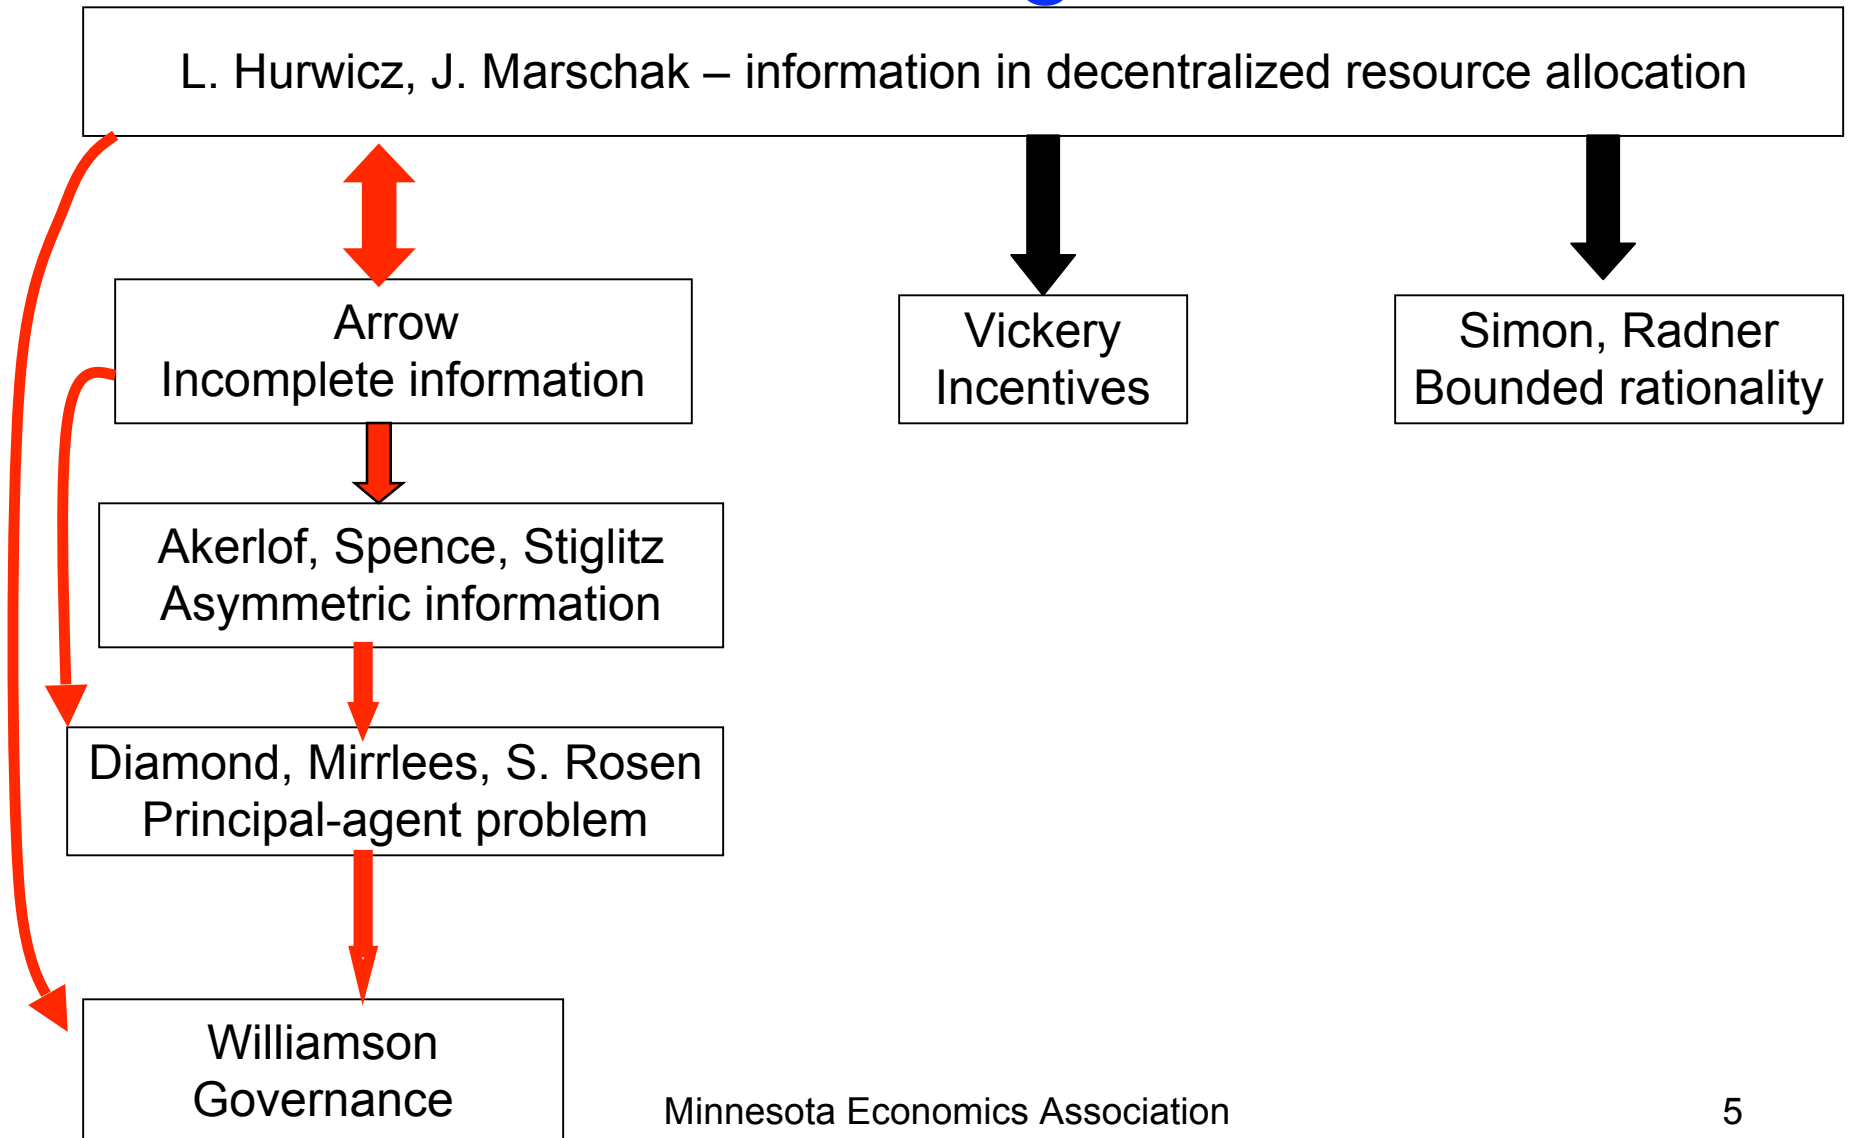 L. Hurwicz, J. Marschak – information in decentralized resource allocation
Arrow
Incomplete information
Vickery
Incentives
Simon, Radner
Bounded rationality
Akerlof, Spence, Stiglitz
Asymmetric information
Diamond, Mirrlees, S. Rosen
Principal-agent problem
Williamson
Governance
Minnesota Economics Association
5